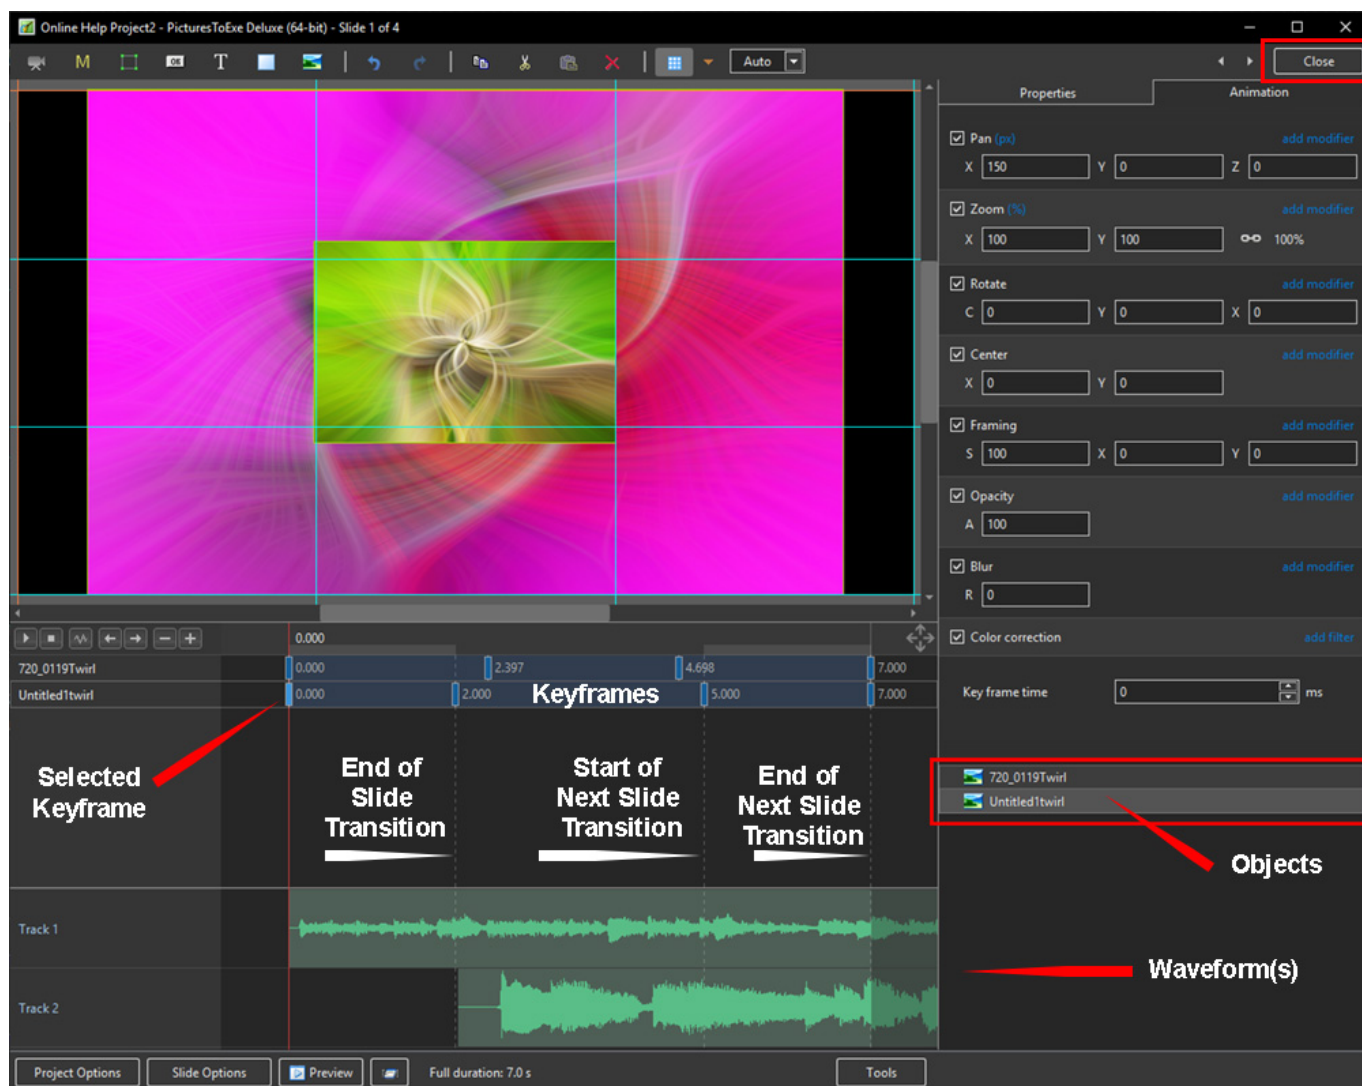 Online Help Project2 - PicturesToExe Deluxe (64-bit) - Slide 1 of 4
M OK T Auto Close
Properties Animation
Pan (px) add modifier
X 150 Y 0 Z 0
Zoom (%) add modifier
X 100 Y 100 100%
Rotate add modifier
C 0 Y 0 X 0
Center add modifier
X 0 Y 0
Framing add modifier
S 100 X 0 Y 0
Opacity add modifier
A 100
Blur add modifier
R 0
Color correction add filter
Key frame time 0 ms
720_0119Twirl
Untitled1twirl
Objects
Waveform(s)
0.000
720_0119Twirl 0.000 2.397 4.698 7.000
Untitled1twirl 0.000 2.000 Keyframes 5.000 7.000
Selected
Keyframe
End of
Slide
Transition
Start of
Next Slide
Transition
End of
Next Slide
Transition
Track 1
Track 2
Project Options Slide Options Preview Full duration: 7.0 s Tools